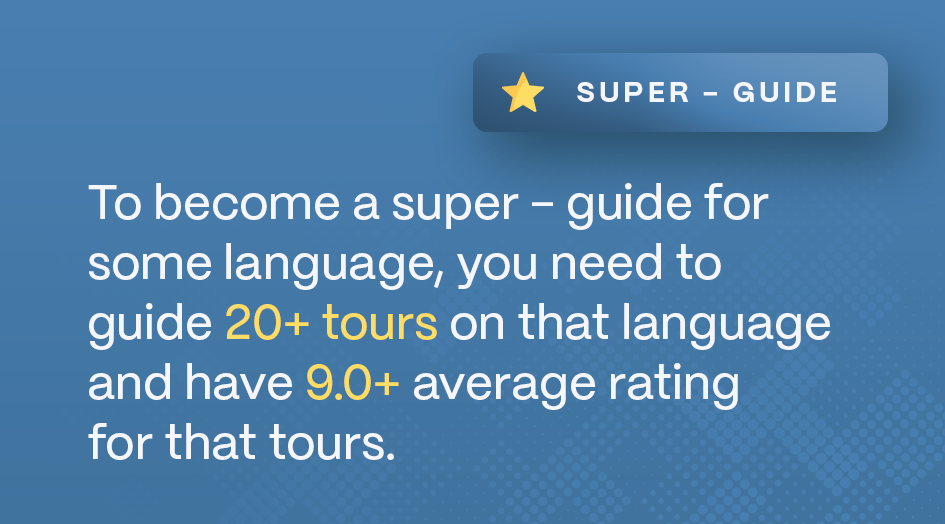 SUPER – GUIDE
To become a super – guide for
some language, you need to
guide 20+ tours on that language
and have 9.0+ average rating
for that tours.